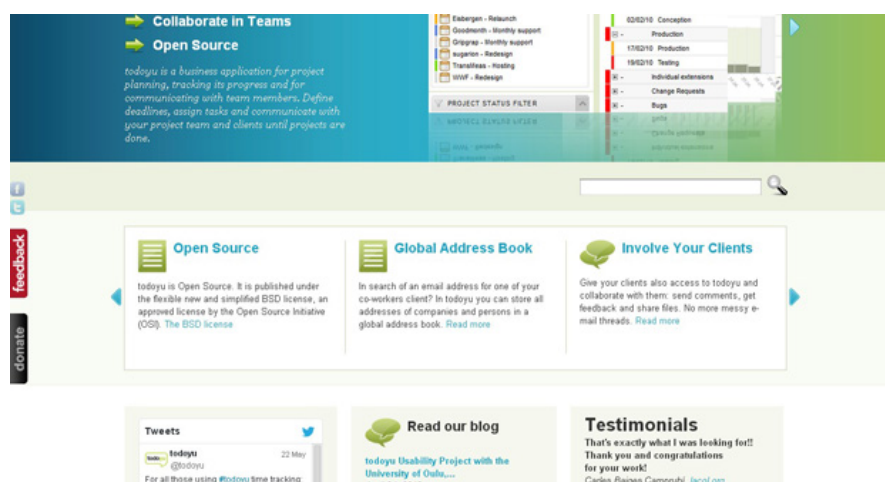 Collaborate in Teams
Open Source
todoyu is a business application for project
planning, tracking its progress and for
communicating with team members. Define
deadlines, assign tasks and communicate with
your project team and clients until projects are
done.
Eisbergen - Relaunch
Goodmonth - Monthly support
Gripgrap - Monthly support
sugarion - Redesign
Transifeas - Hosting
WWF - Redesign
PROJECT STATUS FILTER
02/02/10 Conception
Production
17/02/10 Production
19/02/10 Testing
Individual extensions
Change Requests
Bugs
feedback
donate
Open Source
todoyu is Open Source. It is published under
the flexible new and simplified BSD license, an
approved license by the Open Source Initiative
(OSI). The BSD license
Global Address Book
In search of an email address for one of your
co-workers client? In todoyu you can store all
addresses of companies and persons in a
global address book. Read more
Involve Your Clients
Give your clients also access to todoyu and
collaborate with them: send comments, get
feedback and share files. No more messy e-
mail threads. Read more
Tweets
todoyu
22 May
@todoyu
For all those using #todoyu time tracking:
Read our blog
todoyu Usability Project with the
University of Oulu,...
Testimonials
That's exactly what I was looking for!!
Thank you and congratulations
for your work!
Carles Baiges Camprubí, lacol.org